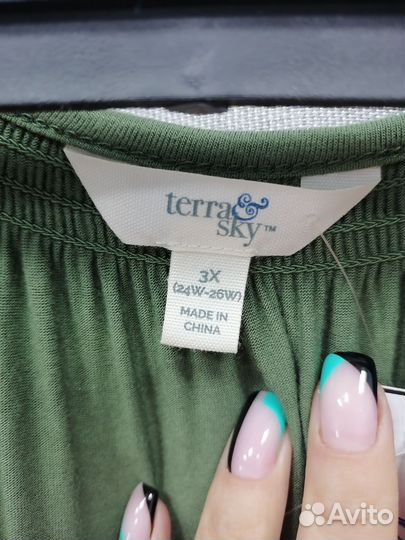 terra &
sky™
3X
(24W-26W)
MADE IN
CHINA
Avito